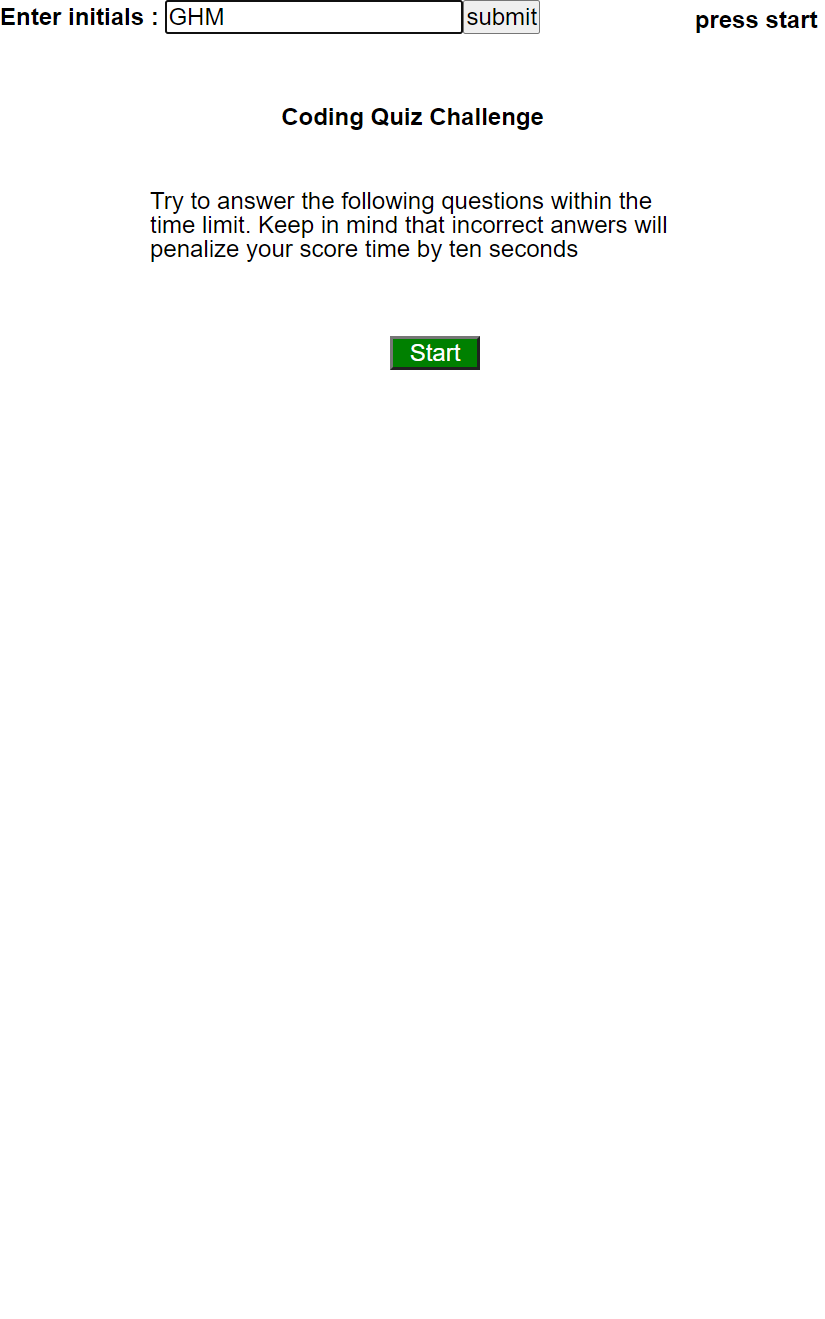 Enter initials : GHM submit press start
Coding Quiz Challenge
Try to answer the following questions within the
time limit. Keep in mind that incorrect anwers will
penalize your score time by ten seconds
Start